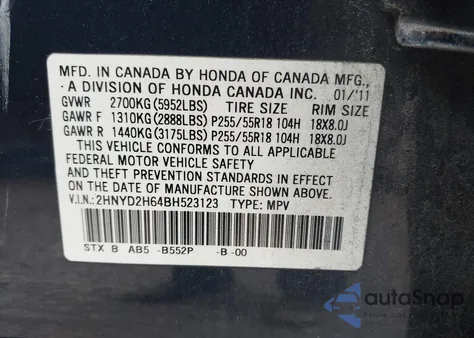 MFD. IN CANADA BY HONDA OF CANADA MFG.,
A DIVISION OF HONDA CANADA INC. 01/'11
GVWR 2700KG (5952LBS) TIRE SIZE RIM SIZE
GAWR F 1310KG (2888LBS) P255/55R18 104H 18X8.0J
GAWR R 1440KG (3175LBS) P255/55R18 104H 18X8.0J
THIS VEHICLE CONFORMS TO ALL APPLICABLE
FEDERAL MOTOR VEHICLE SAFETY
AND THEFT PREVENTION STANDARDS IN EFFECT ON
THE DATE OF MANUFACTURE SHOWN ABOVE.
V.I.N.:2HNYD2H64BH523123 TYPE: MPV
STX B AB5 -B552P -B -00
autoSnap